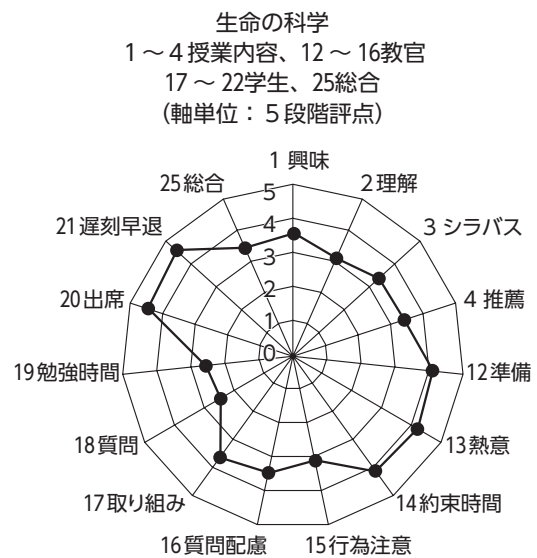 生命の科学
1～4授業内容、12～16教官
17～22学生、25総合
（軸単位：５段階評点）
1 興味
25総合
2理解
21遅刻早退
3 シラバス
20出席
4 推薦
19勉強時間
12準備
18質問
13熱意
17取り組み
14約束時間
16質問配慮
15行為注意
5
4
3
2
1
0